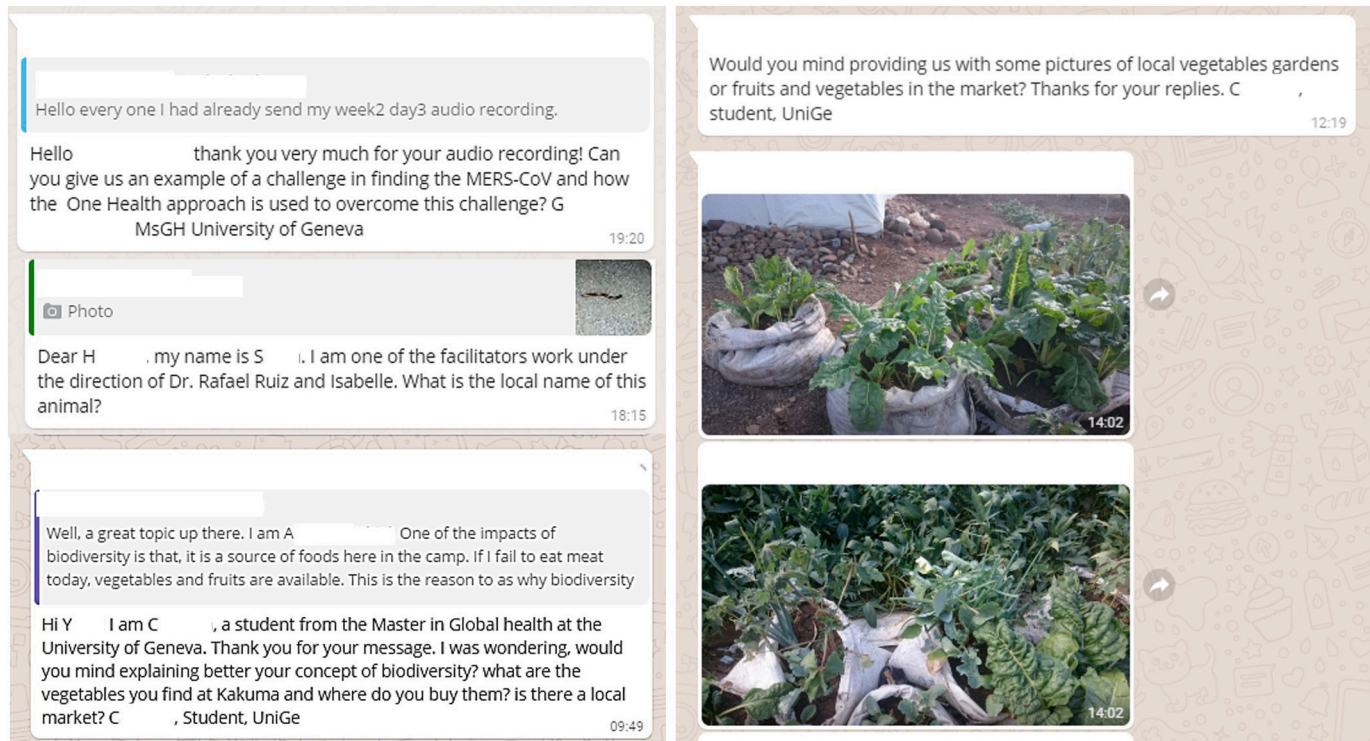 Hello every one I had already send my week2 day3 audio recording.
Hello thank you very much for your audio recording! Can
you give us an example of a challenge in finding the MERS-CoV and how
the One Health approach is used to overcome this challenge? G
MsGH University of Geneva
19:20
Photo
Dear H , my name is S . I am one of the facilitators work under
the direction of Dr. Rafael Ruiz and Isabelle. What is the local name of this
animal?
18:15
Well, a great topic up there. I am A One of the impacts of
biodiversity is that, it is a source of foods here in the camp. If I fail to eat meat
today, vegetables and fruits are available. This is the reason to as why biodiversity
Hi Y I am C , a student from the Master in Global health at the
University of Geneva. Thank you for your message. I was wondering, would
you mind explaining better your concept of biodiversity? what are the
vegetables you find at Kakuma and where do you buy them? is there a local
market? C , Student, UniGe
09:49
Would you mind providing us with some pictures of local vegetables gardens
or fruits and vegetables in the market? Thanks for your replies. C ,
student, UniGe
12:19
14:02
14:02